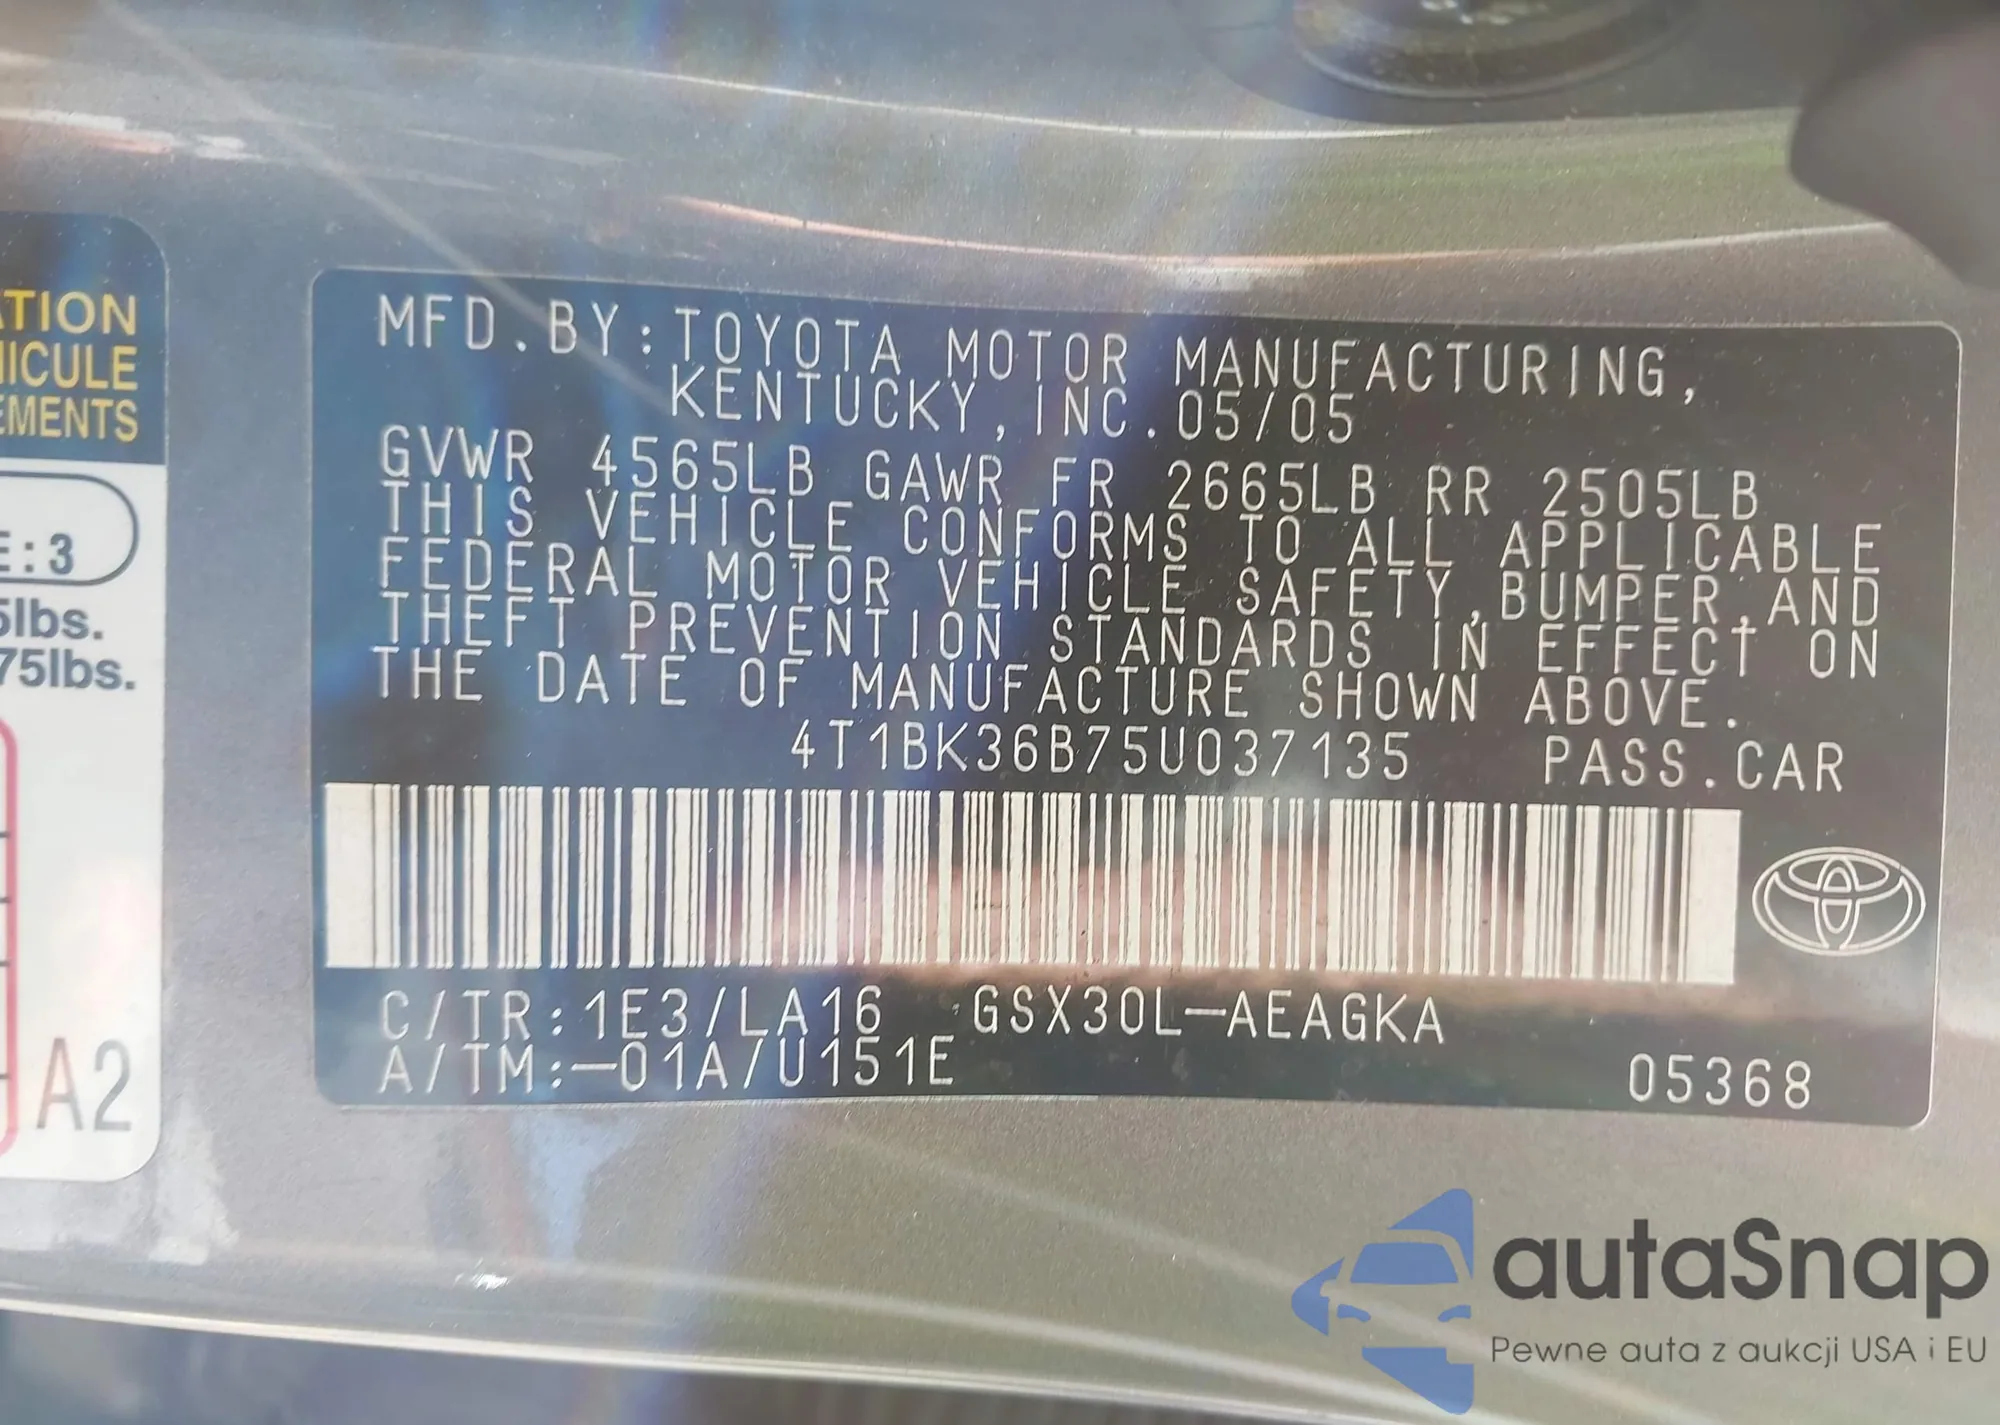 ATION
HICULE
EMENTS
E:3
5lbs.
75lbs.
A2
MFD.BY:TOYOTA MOTOR MANUFACTURING,
KENTUCKY,INC.05/05
GVWR 4565LB GAWR FR 2665LB RR 2505LB
THIS VEHICLE CONFORMS TO ALL APPLICABLE
FEDERAL MOTOR VEHICLE SAFETY,BUMPER,AND
THEFT PREVENTION STANDARDS IN EFFECT ON
THE DATE OF MANUFACTURE SHOWN ABOVE.
4T1BK36B75U037135 PASS.CAR
C/TR:1E3/LA16 GSX30L-AEAGKA
A/TM:-01A/U151E
05368
autaSnap
Pewne auta z aukcji USA i EU